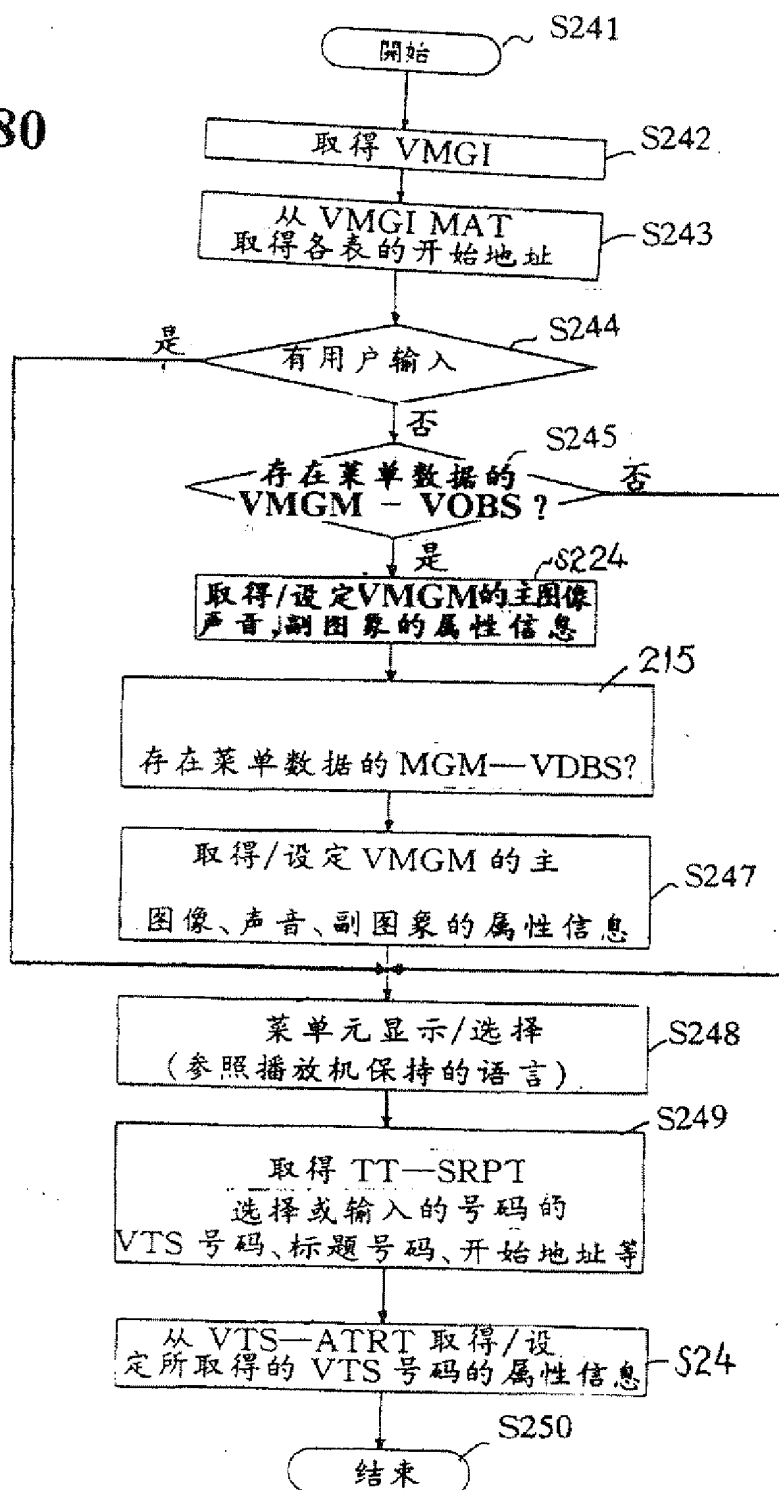 80
開始
S241
取得 VMGI
S242
从 VMGI MAT
取得各表的开始地址
S243
S244
是
有用户输入
否
S245
存在菜单数据的
VMGM - VOBS ?
否
是
S224
取得/设定VMGM的主图像
声音,副图象的属性信息
215
存在菜单数据的 MGM—VDBS?
取得/设定 VMGM 的主
图像、声音、副图象的属性信息
S247
菜单元显示/选择
(参照播放机保持的语言)
S248
S249
取得 TT—SRPT
选择或输入的号码的
VTS 号码、标题号码、开始地址等
从 VTS—ATRT 取得/设
定所取得的 VTS 号码的属性信息
S24
S250
结束